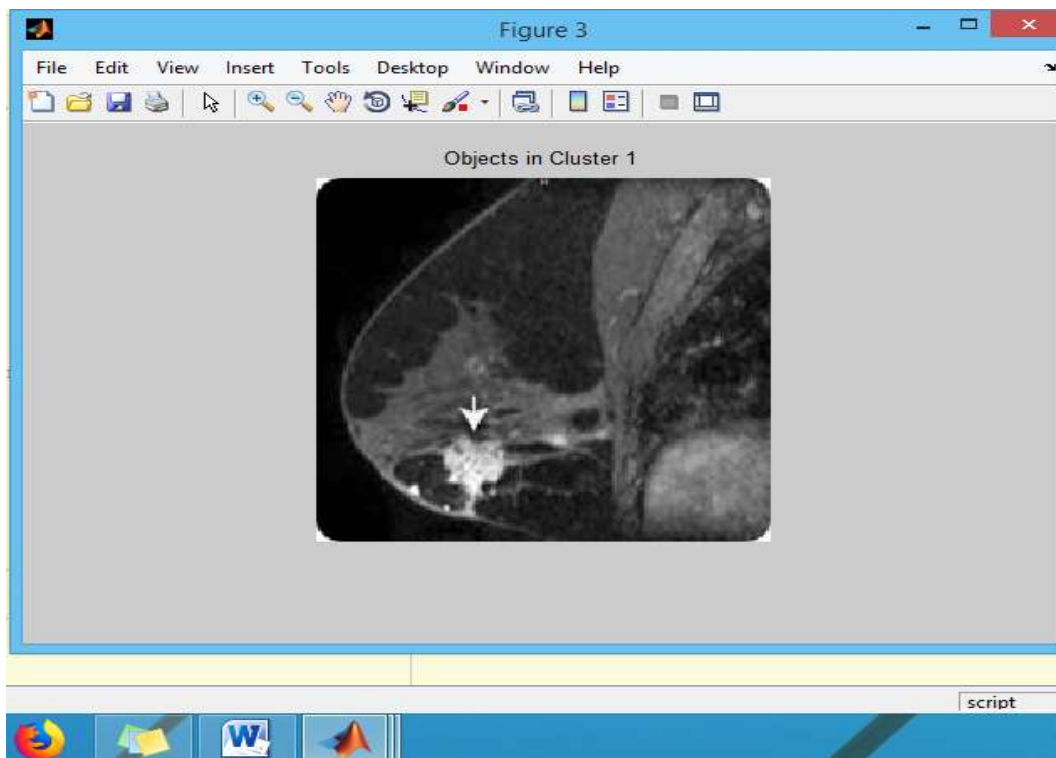 Figure 3
File Edit View Insert Tools Desktop Window Help
Objects in Cluster 1
script
W